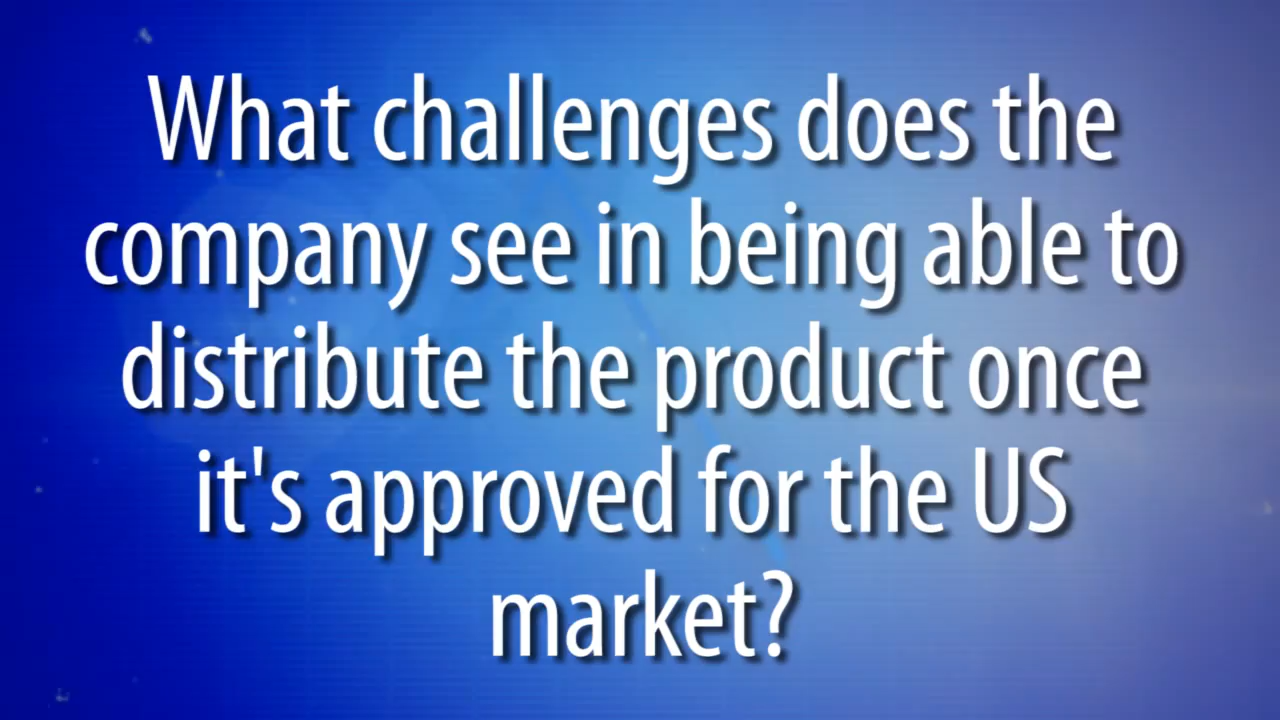 What challenges does the
company see in being able to
distribute the product once
it's approved for the US
market?